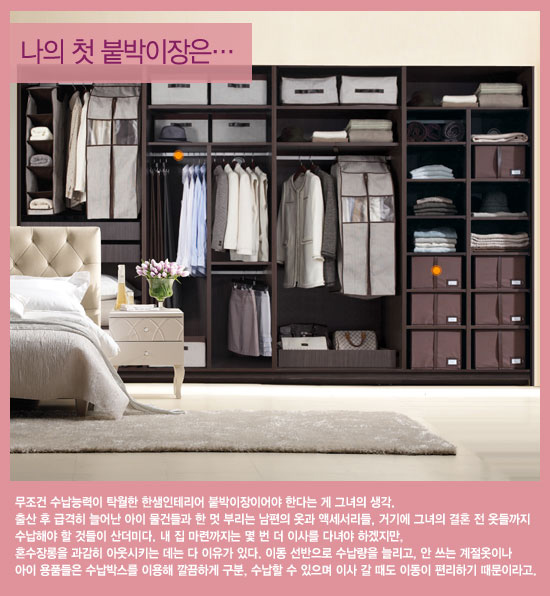 나의 첫 붙박이장은…
무조건 수납능력이 탁월한 한샘인테리어 붙박이장이어야 한다는 게 그녀의 생각.
출산 후 급격히 늘어난 아이 물건들과 한 멋 부리는 남편의 옷과 액세서리들, 거기에 그녀의 결혼 전 옷들까지
수납해야 할 것들이 산더미다. 내 집 마련까지는 몇 번 더 이사를 다녀야 하겠지만,
혼수장롱을 과감히 아웃시키는 데는 다 이유가 있다. 이동 선반으로 수납량을 늘리고, 안 쓰는 계절옷이나
아이 용품들은 수납박스를 이용해 깔끔하게 구분, 수납할 수 있으며 이사 갈 때도 이동이 편리하기 때문이라고.